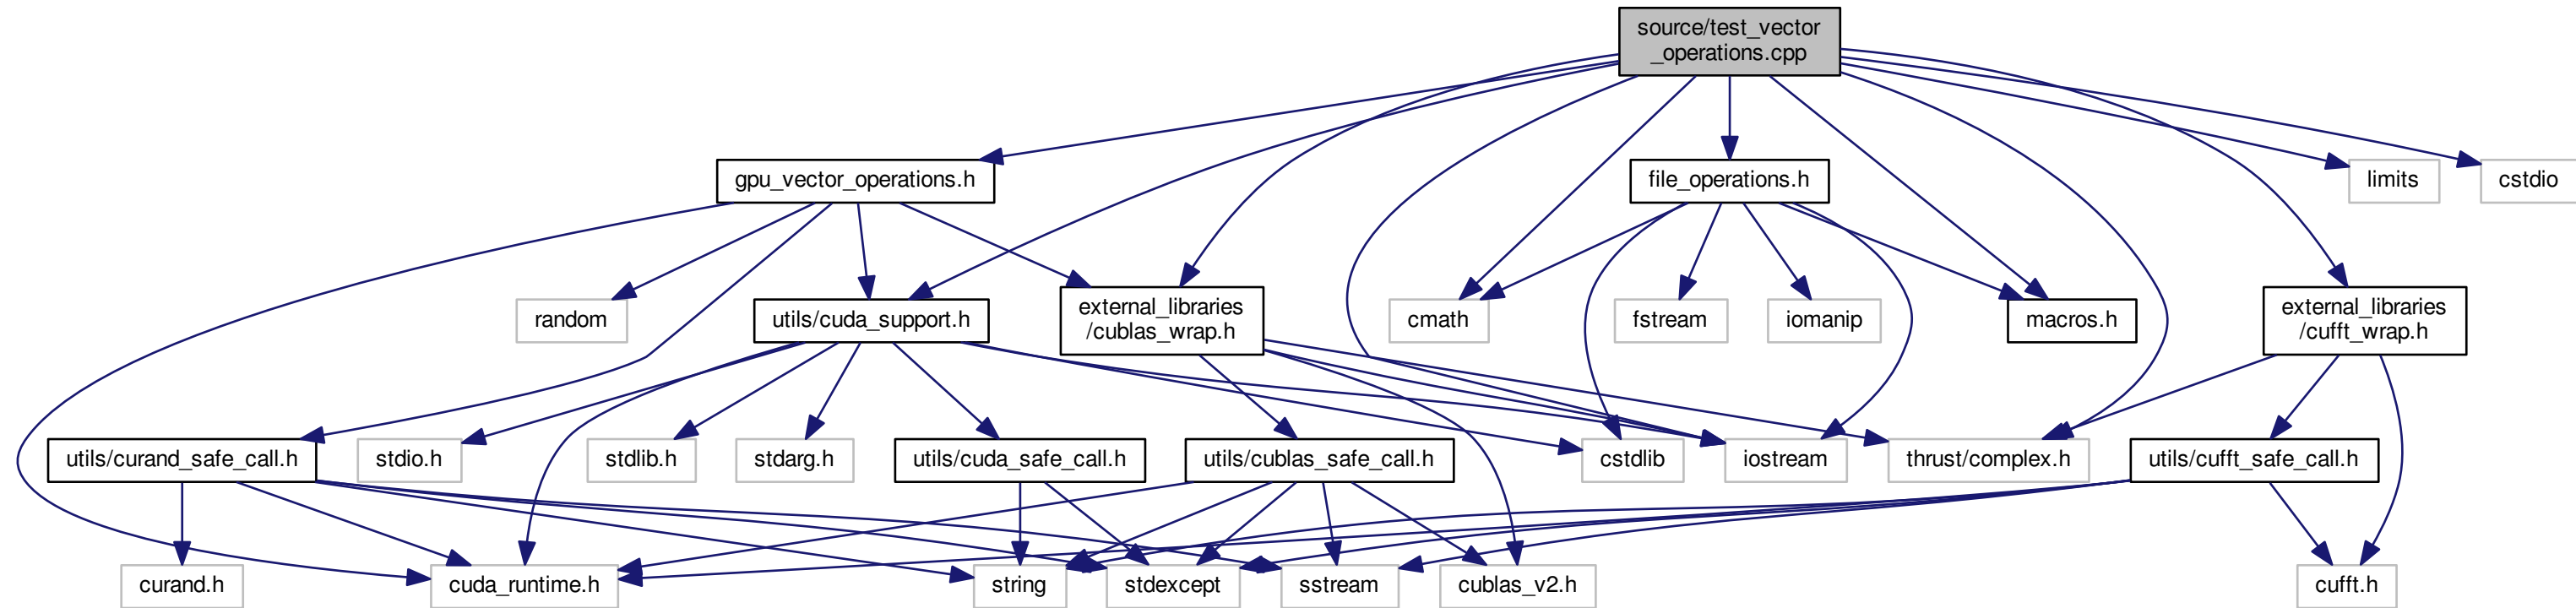 source/test_vector
_operations.cpp
gpu_vector_operations.h
file_operations.h
limits
cstdio
random
utils/cuda_support.h
external_libraries
/cublas_wrap.h
cmath
fstream
iomanip
macros.h
external_libraries
/cufft_wrap.h
utils/curand_safe_call.h
stdio.h
stdlib.h
stdarg.h
utils/cuda_safe_call.h
utils/cublas_safe_call.h
cstdlib
iostream
thrust/complex.h
utils/cufft_safe_call.h
curand.h
cuda_runtime.h
string
stdexcept
sstream
cublas_v2.h
cufft.h